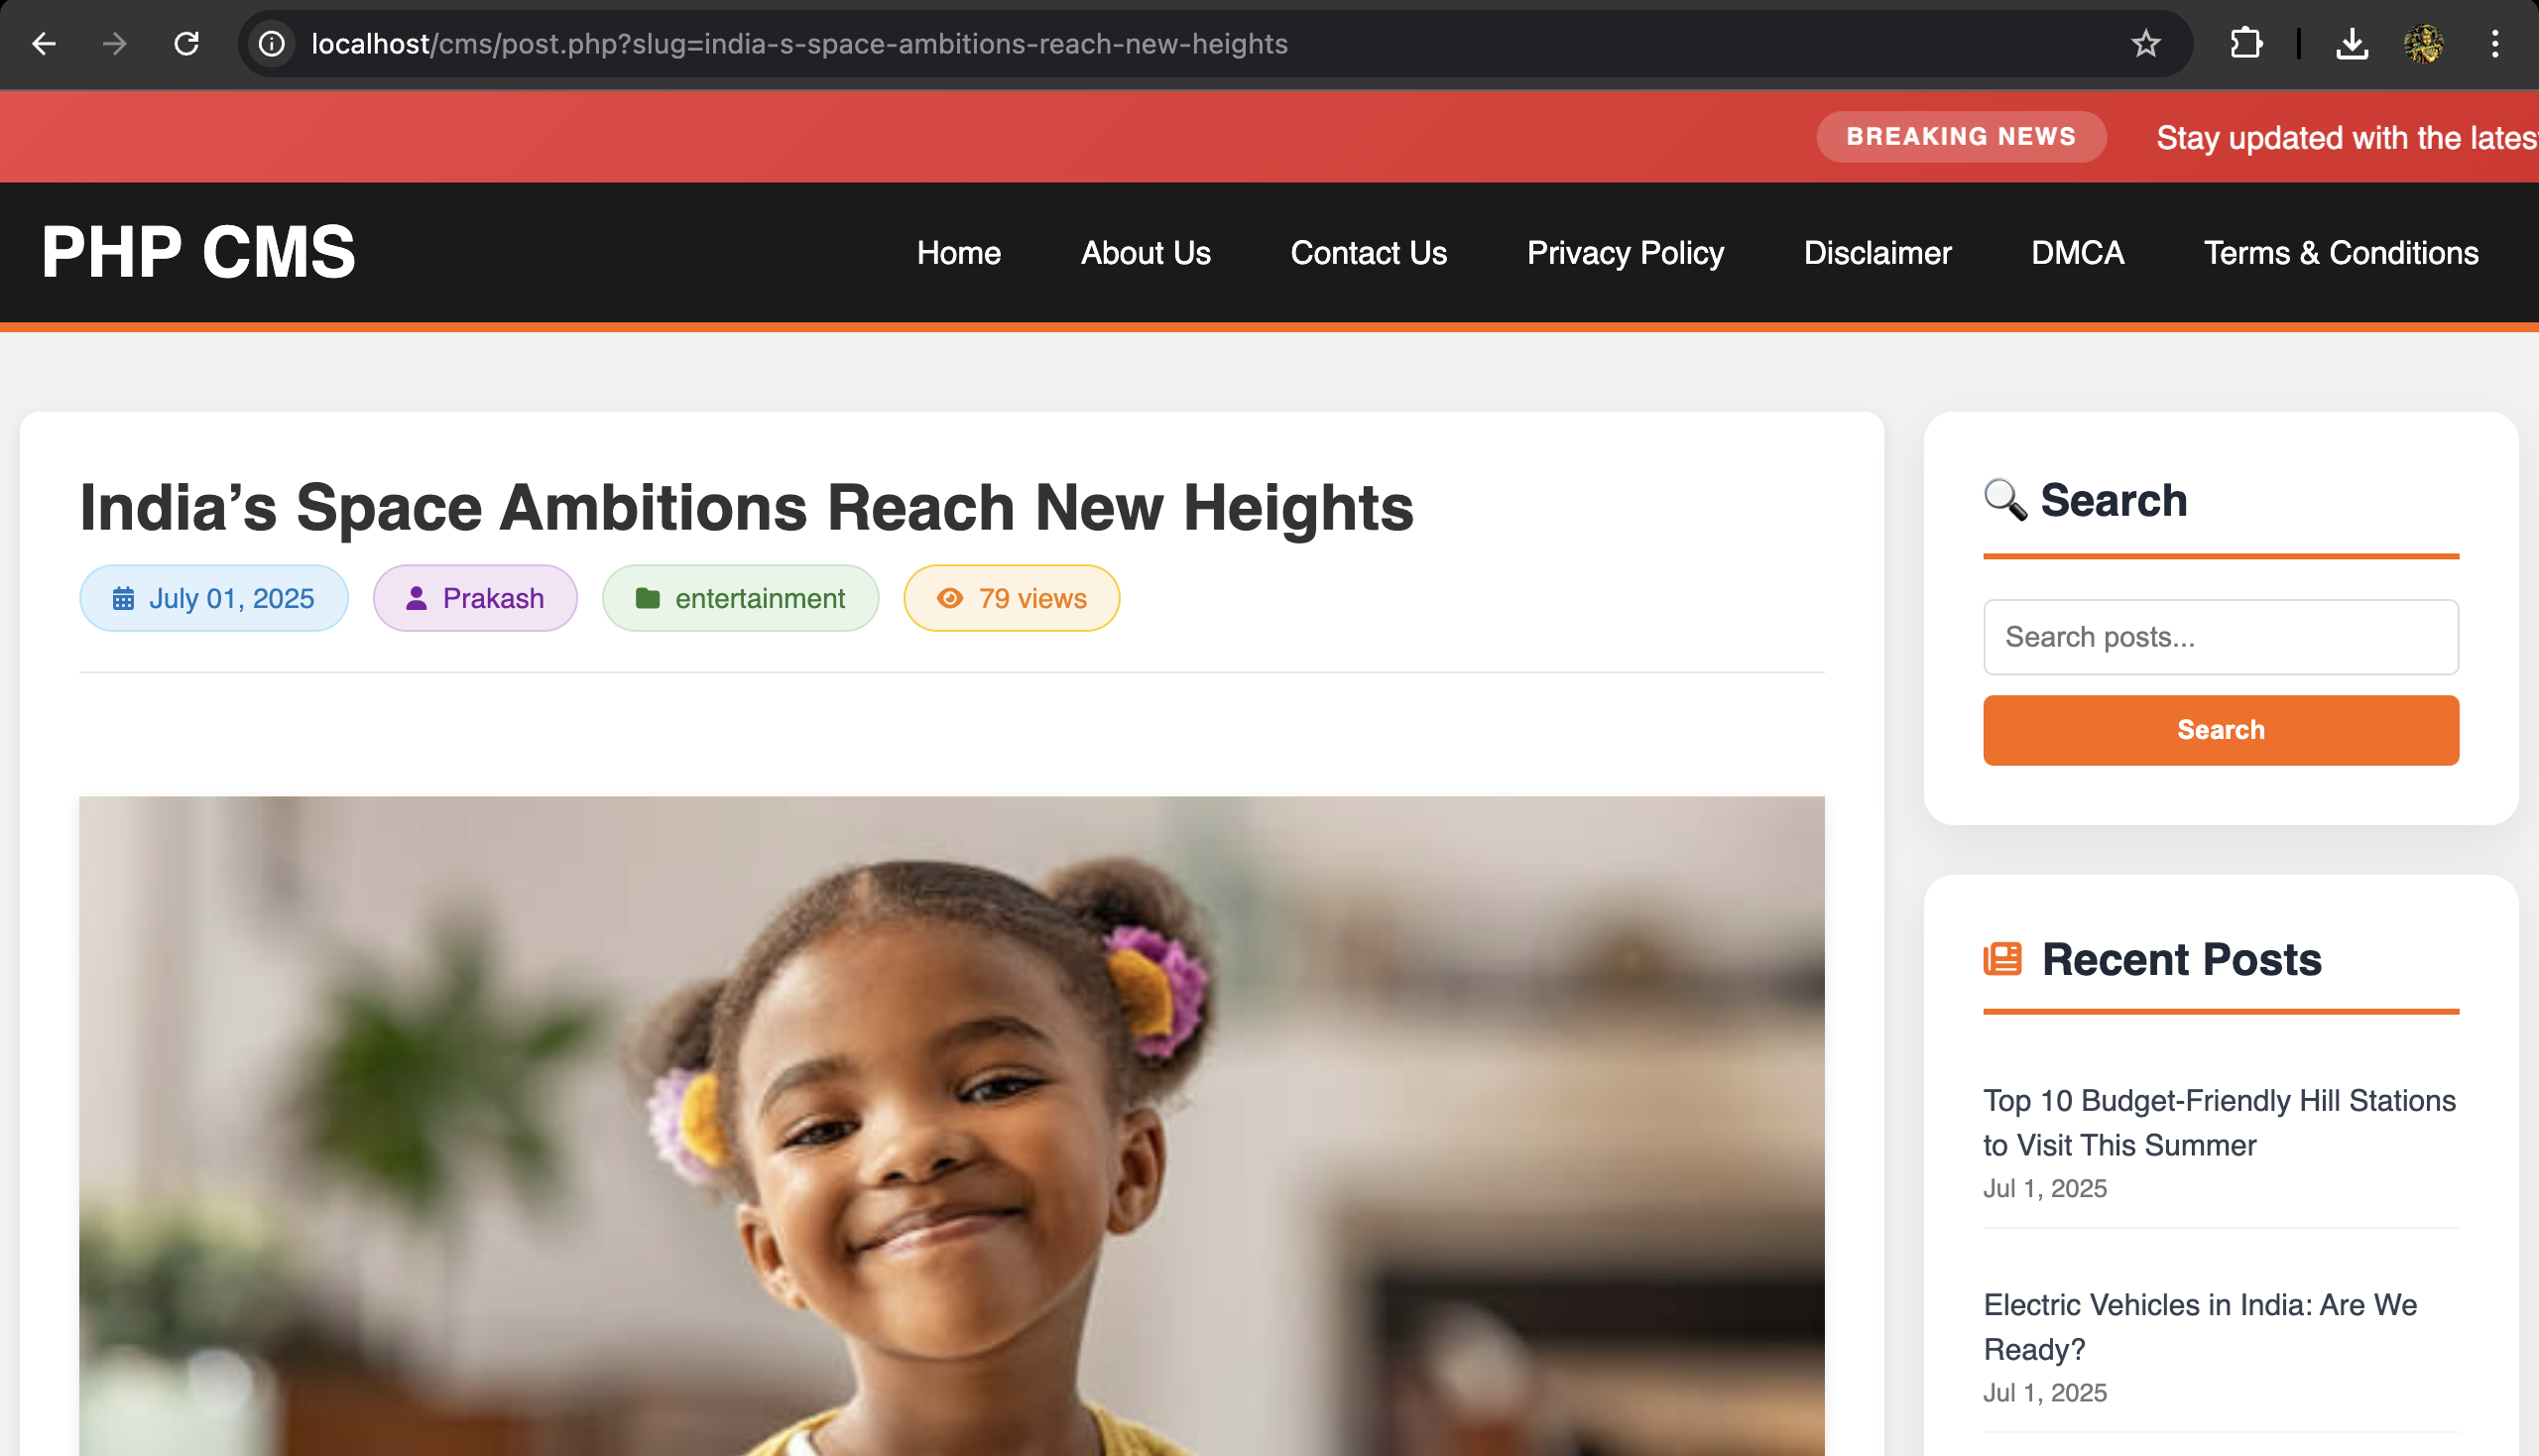 localhost/cms/post.php?slug=india-s-space-ambitions-reach-new-heights
BREAKING NEWS Stay updated with the latest
PHP CMS
Home About Us Contact Us Privacy Policy Disclaimer DMCA Terms & Conditions
India’s Space Ambitions Reach New Heights
July 01, 2025 Prakash entertainment 79 views
Search
Search posts...
Search
Recent Posts
Top 10 Budget-Friendly Hill Stations
to Visit This Summer
Jul 1, 2025
Electric Vehicles in India: Are We
Ready?
Jul 1, 2025